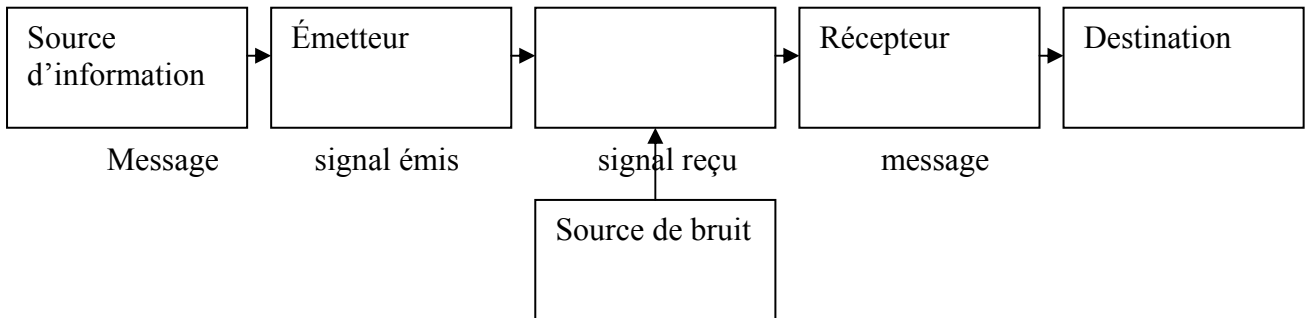 Source
d’information
Émetteur
Récepteur
Destination
Message
signal émis
signal reçu
message
Source de bruit